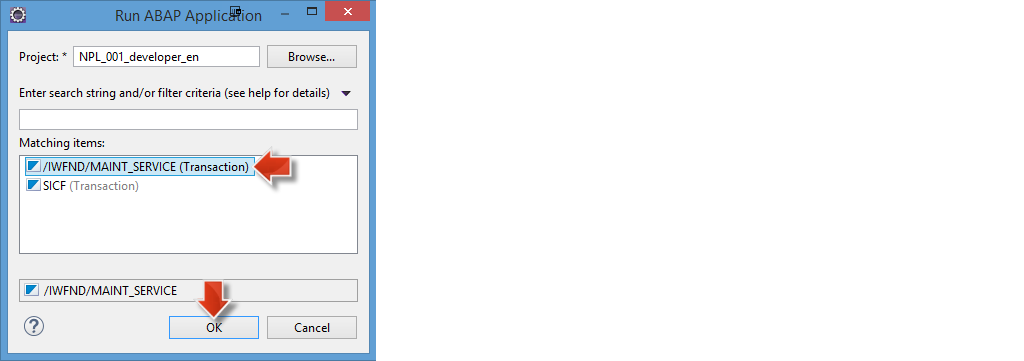 Run ABAP Application
Project: * NPL_001_developer_en Browse...
Enter search string and/or filter criteria (see help for details)
Matching items:
/IWFND/MAINT_SERVICE (Transaction)
SICF (Transaction)
/IWFND/MAINT_SERVICE
? OK Cancel